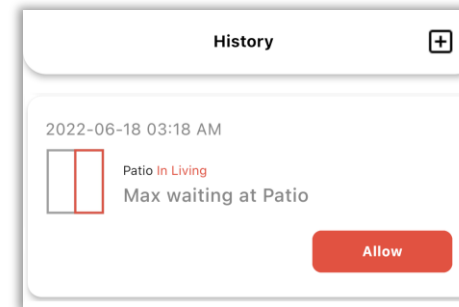 History
2022-06-18 03:18 AM
Patio In Living
Max waiting at Patio
Allow